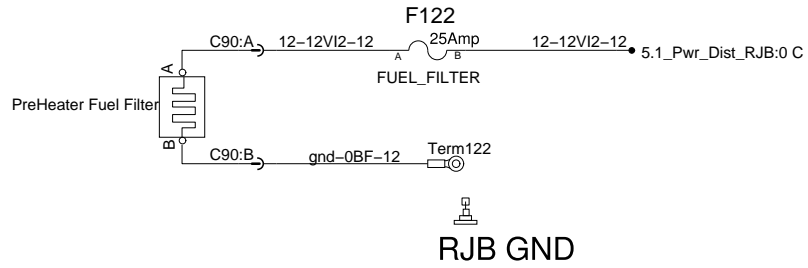 F122
C90:A
12-12VI2-12
25Amp
12-12VI2-12
A
B
5.1_Pwr_Dist_RJB:0 C
FUEL_FILTER
A
PreHeater Fuel Filter
B
C90:B
gnd-0BF-12
Term122
RJB GND